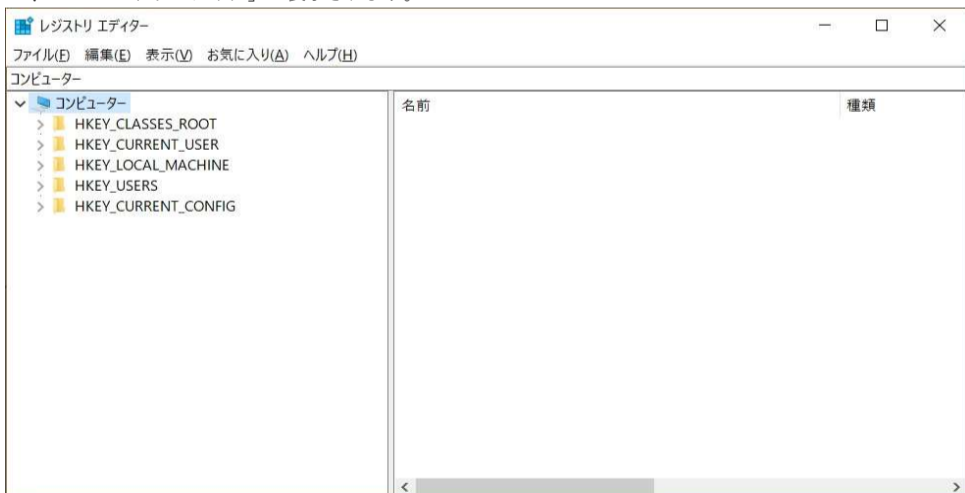 レジストリ エディター
ファイル(F) 編集(E) 表示(V) お気に入り(A) ヘルプ(H)
コンピューター
コンピューター
名前 種類
HKEY_CLASSES_ROOT
HKEY_CURRENT_USER
HKEY_LOCAL_MACHINE
HKEY_USERS
HKEY_CURRENT_CONFIG